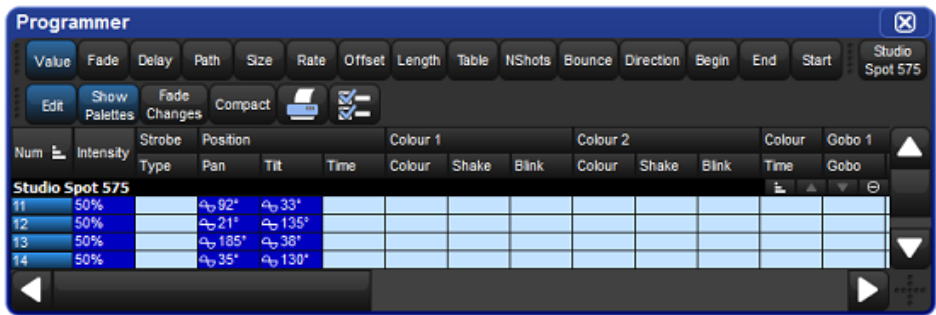 Programmer
Value Fade Delay Path Size Rate Offset Length Table NShots Bounce Direction Begin End Start Studio Spot 575
Edit Show Palettes Fade Changes Compact
Num Intensity Strobe Position Colour 1 Colour 2 Colour Gobo 1
Type Pan Tilt Time Colour Shake Blink Colour Shake Blink Time Gobo
Studio Spot 575
11 50% 92° 33°
12 50% 21° 135°
13 50% 185° 38°
14 50% 35° 130°